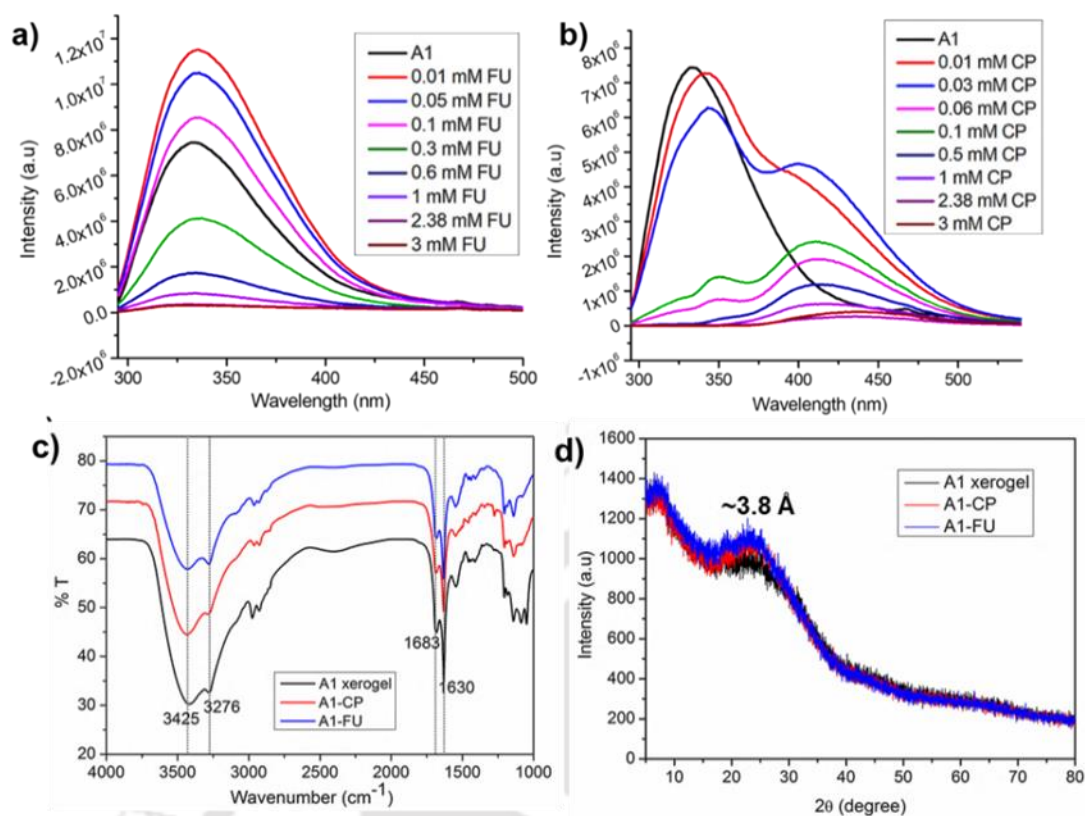 a)
A1
0.01 mM FU
0.05 mM FU
0.1 mM FU
0.3 mM FU
0.6 mM FU
1 mM FU
2.38 mM FU
3 mM FU
Intensity (a.u)
1.2x10⁷
1.0x10⁷
8.0x10⁶
6.0x10⁶
4.0x10⁶
2.0x10⁶
0.0
-2.0x10⁶
300 350 400 450 500
Wavelength (nm)
b)
A1
0.01 mM CP
0.03 mM CP
0.06 mM CP
0.1 mM CP
0.5 mM CP
1 mM CP
2.38 mM CP
3 mM CP
Intensity (a.u)
8x10⁶
7x10⁶
6x10⁶
5x10⁶
4x10⁶
3x10⁶
2x10⁶
1x10⁶
0
-1x10⁶
300 350 400 450 500
Wavelength (nm)
c)
% T
80
70
60
50
40
30
20
3425
3276
1683
1630
A1 xerogel
A1-CP
A1-FU
4000 3500 3000 2500 2000 1500 1000
Wavenumber (cm⁻¹)
d)
~3.8 Å
A1 xerogel
A1-CP
A1-FU
Intensity (a.u)
1600
1400
1200
1000
800
600
400
200
0
10 20 30 40 50 60 70 80
2θ (degree)